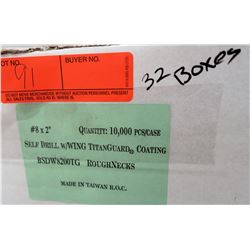 LOT NO.
91
BUYER NO.
DO NOT MOVE MERCHANDISE WITHOUT AUCTION PERSONNEL PRESENT
ALL SALES FINAL. SOLD AS IS, WHERE IS.
32 BOXES
#8 x 2" QUANTITY: 10,000 PCS/CASE
SELF DRILL W/WING TITANGUARD® COATING
BSDW8200TG ROUGHNECKS
MADE IN TAIWAN R.O.C.